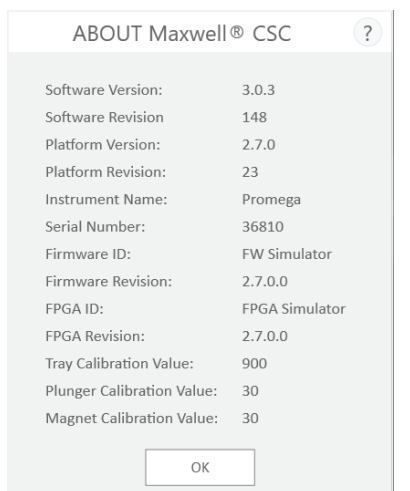 ABOUT Maxwell® CSC ?
Software Version: 3.0.3
Software Revision 148
Platform Version: 2.7.0
Platform Revision: 23
Instrument Name: Promega
Serial Number: 36810
Firmware ID: FW Simulator
Firmware Revision: 2.7.0.0
FPGA ID: FPGA Simulator
FPGA Revision: 2.7.0.0
Tray Calibration Value: 900
Plunger Calibration Value: 30
Magnet Calibration Value: 30
OK